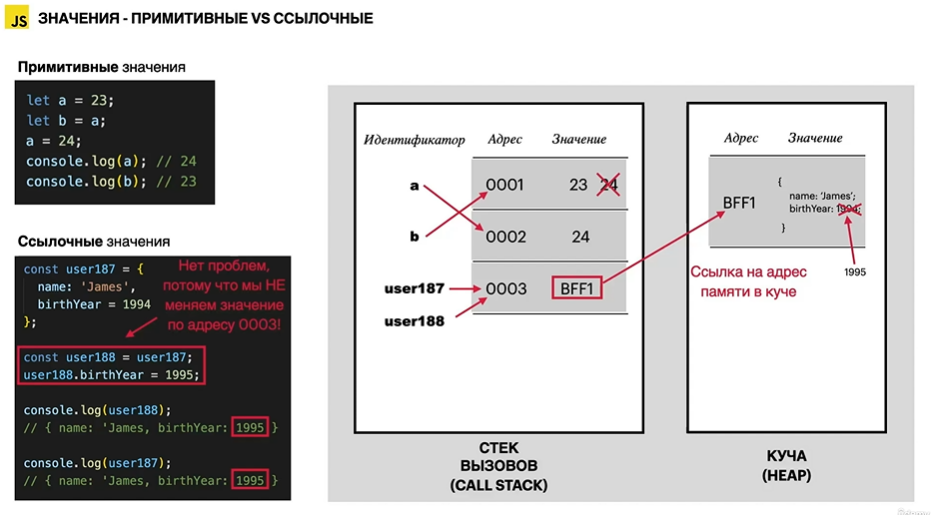 JS ЗНАЧЕНИЯ - ПРИМИТИВНЫЕ VS ССЫЛОЧНЫЕ
Примитивные значения
let a = 23;
let b = a;
a = 24;
console.log(a); // 24
console.log(b); // 23
Ссылочные значения
const user187 = {
name: 'James',
birthYear = 1994
};
Нет проблем,
потому что мы НЕ
меняем значение
по адресу 0003!
const user188 = user187;
user188.birthYear = 1995;
console.log(user188);
// { name: 'James, birthYear: 1995 }
console.log(user187);
// { name: 'James, birthYear: 1995 }
Идентификатор Адрес Значение
a 0001 23 24
b 0002 24
user187 0003 BFF1
user188
СТЕК
ВЫЗОВОВ
(CALL STACK)
Адрес Значение
{
BFF1 name: 'James';
birthYear: 1994;
}
1995
Ссылка на адрес
памяти в куче
КУЧА
(HEAP)